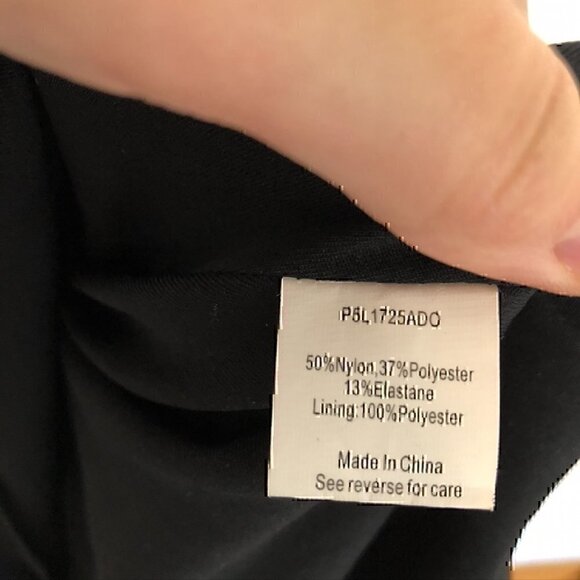 P5L1725ADO
50%Nylon,37%Polyester
13%Elastane
Lining:100%Polyester
Made In China
See reverse for care